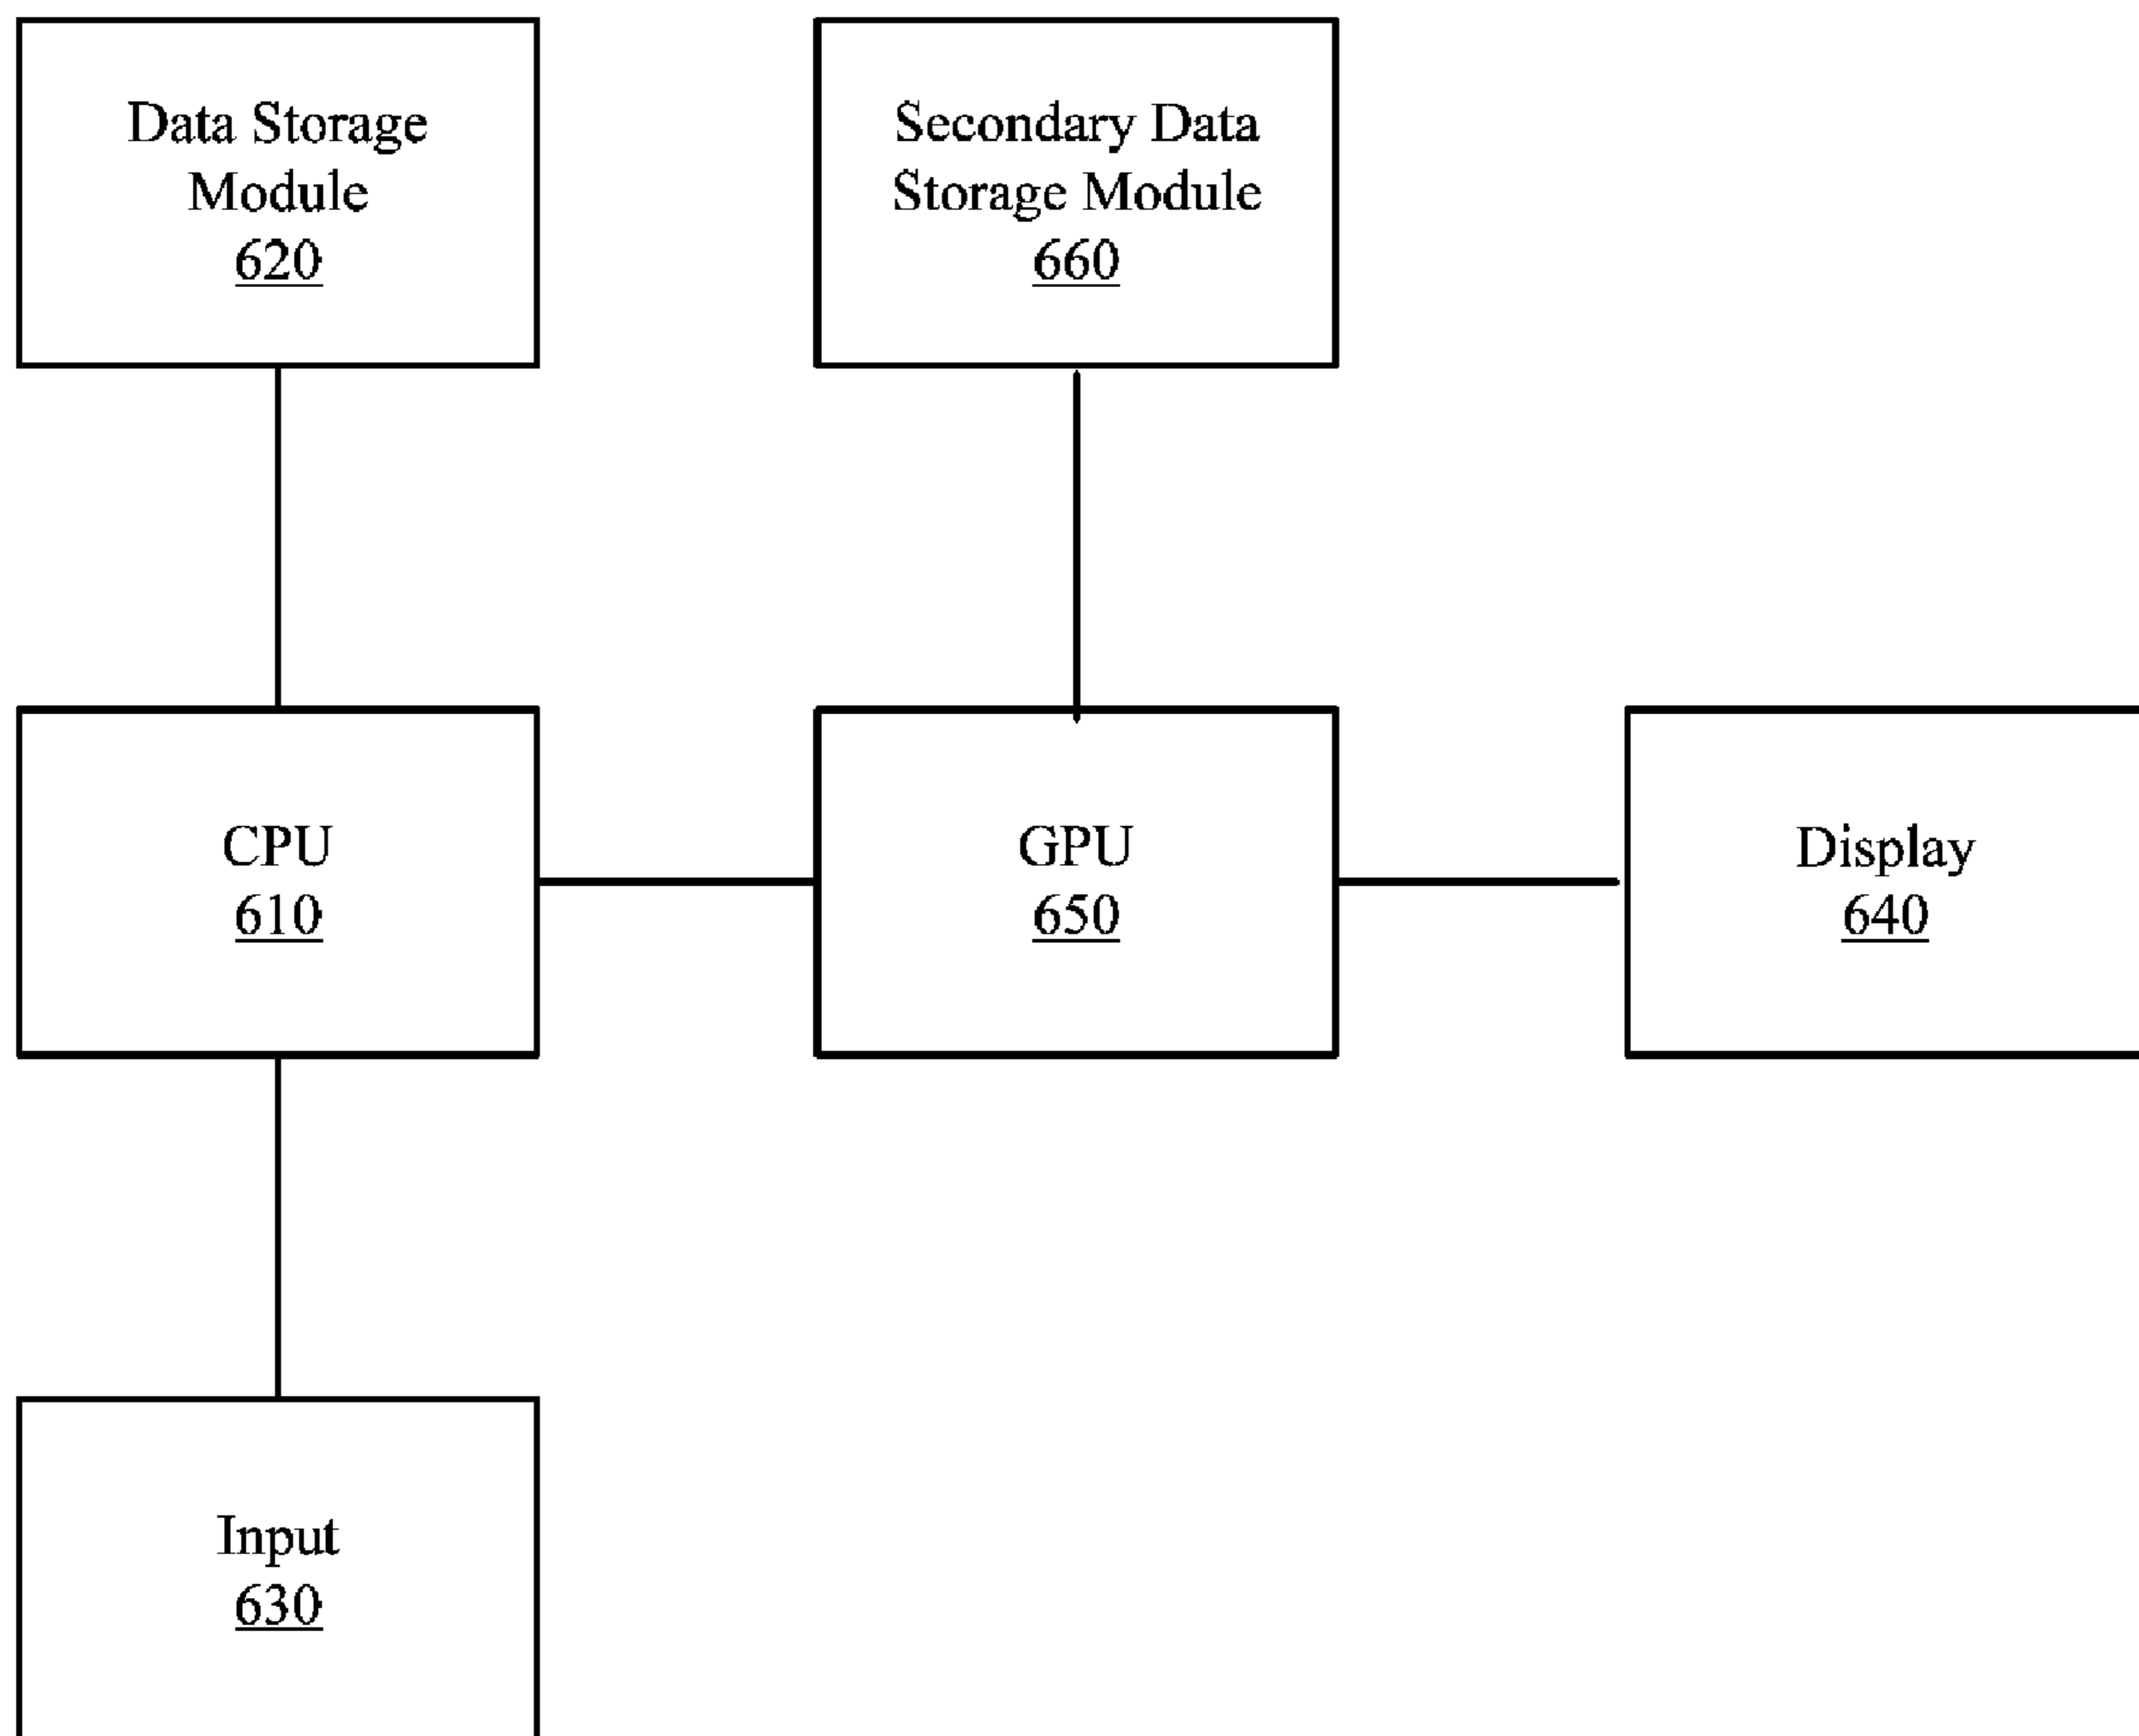 Data Storage
Module
620
Secondary Data
Storage Module
660
CPU
610
GPU
650
Display
640
Input
630